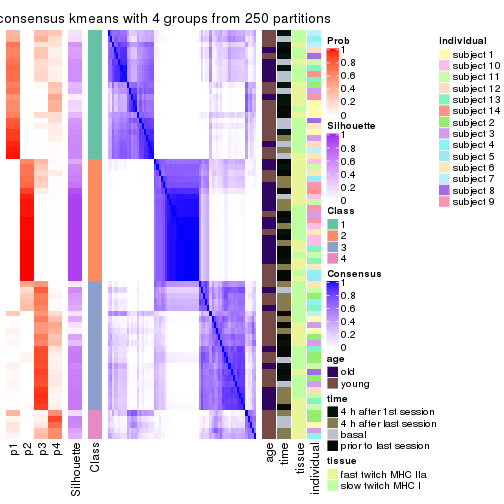 consensus kmeans with 4 groups from 250 partitions
Prob
1
0.8
0.6
0.4
0.2
0
Silhouette
1
0.8
0.6
0.4
0.2
0
Class
1
2
3
4
Consensus
1
0.8
0.6
0.4
0.2
0
age
old
young
time
4 h after 1st session
4 h after last session
basal
prior to last session
tissue
fast twitch MHC IIa
slow twitch MHC I
individual
subject 1
subject 10
subject 11
subject 12
subject 13
subject 14
subject 2
subject 3
subject 4
subject 5
subject 6
subject 7
subject 8
subject 9
p1
p2
p3
p4
Silhouette
Class
age
time
tissue
individual